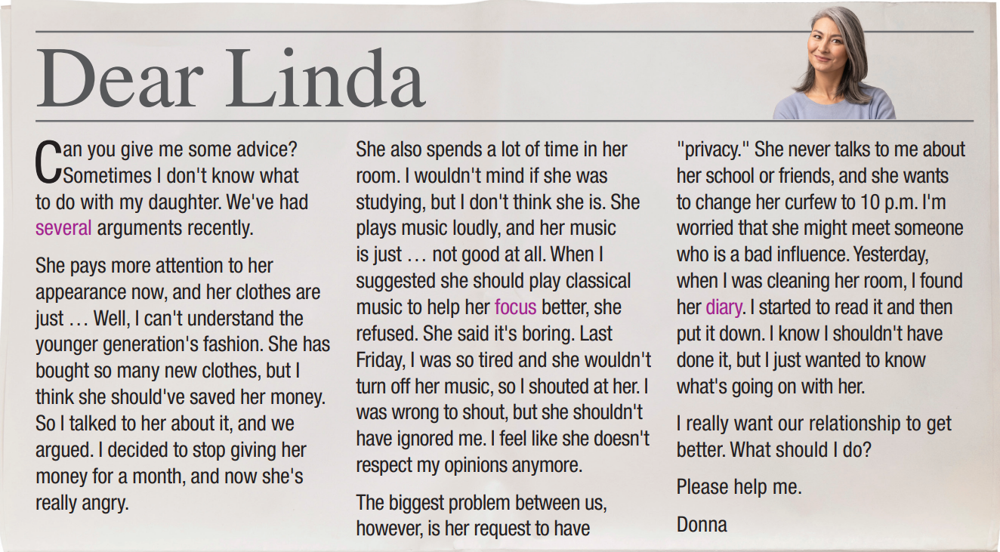 Dear Linda
Can you give me some advice?
Sometimes I don't know what
to do with my daughter. We've had
several arguments recently.
She pays more attention to her
appearance now, and her clothes are
just … Well, I can't understand the
younger generation's fashion. She has
bought so many new clothes, but I
think she should've saved her money.
So I talked to her about it, and we
argued. I decided to stop giving her
money for a month, and now she's
really angry.
She also spends a lot of time in her
room. I wouldn't mind if she was
studying, but I don't think she is. She
plays music loudly, and her music
is just … not good at all. When I
suggested she should play classical
music to help her focus better, she
refused. She said it's boring. Last
Friday, I was so tired and she wouldn't
turn off her music, so I shouted at her. I
was wrong to shout, but she shouldn't
have ignored me. I feel like she doesn't
respect my opinions anymore.
The biggest problem between us,
however, is her request to have
"privacy." She never talks to me about
her school or friends, and she wants
to change her curfew to 10 p.m. I'm
worried that she might meet someone
who is a bad influence. Yesterday,
when I was cleaning her room, I found
her diary. I started to read it and then
put it down. I know I shouldn't have
done it, but I just wanted to know
what's going on with her.
I really want our relationship to get
better. What should I do?
Please help me.
Donna